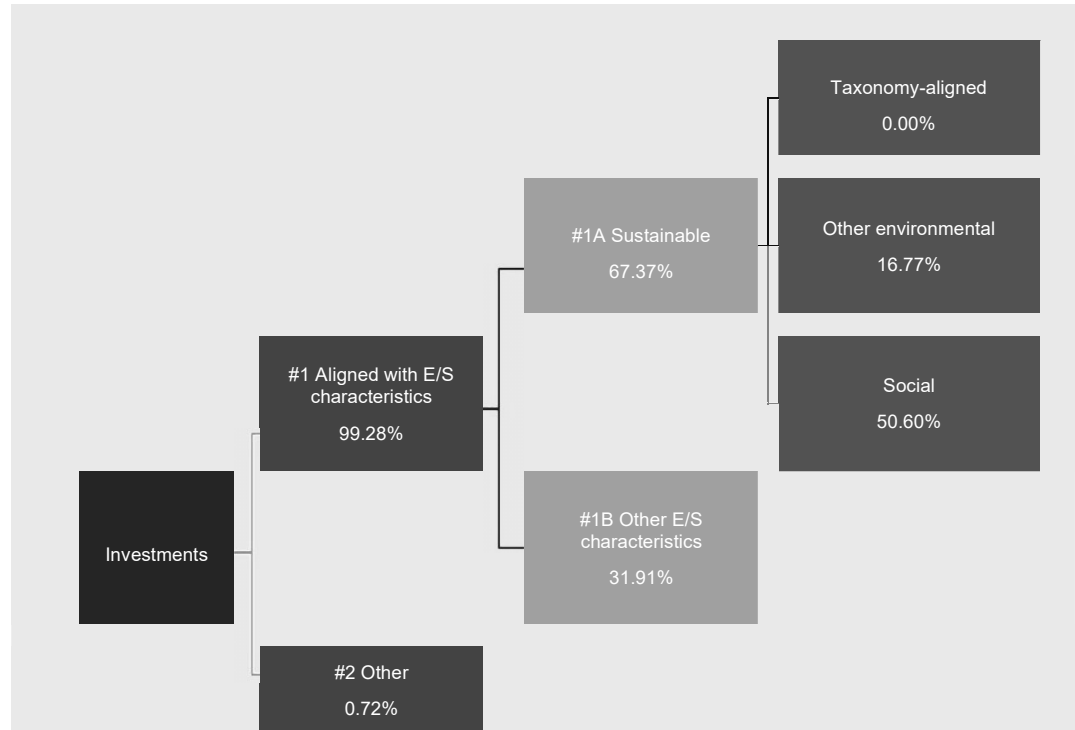 Taxonomy-aligned
0.00%
#1A Sustainable
67.37%
Other environmental
16.77%
#1 Aligned with E/S
characteristics
99.28%
Social
50.60%
Investments
#1B Other E/S
characteristics
31.91%
#2 Other
0.72%